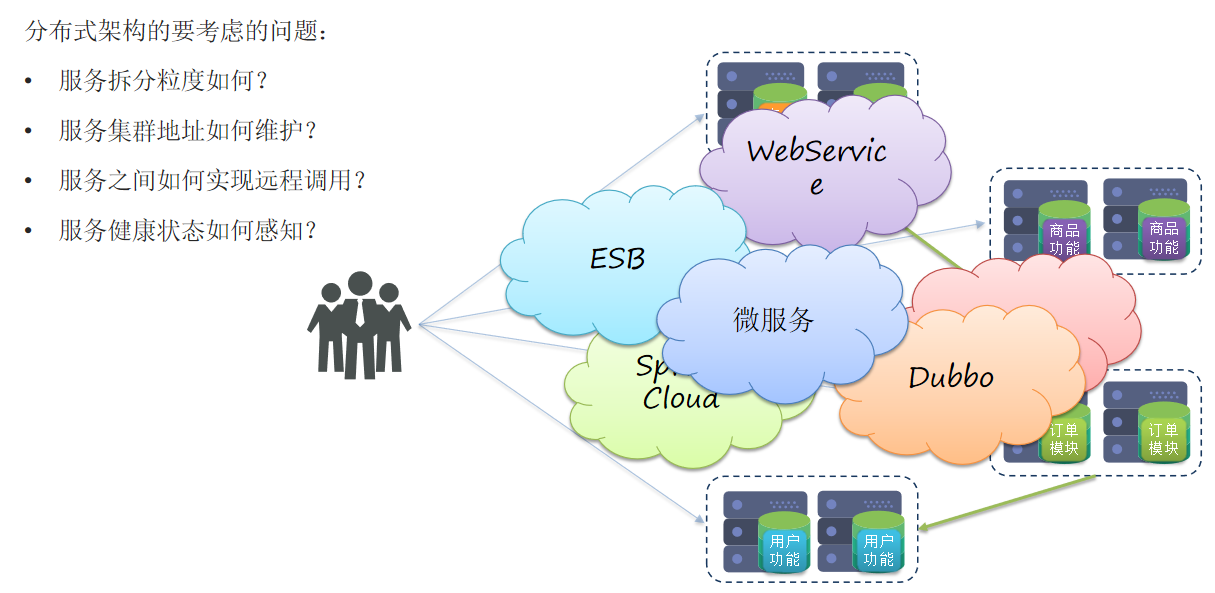 分布式架构的要考虑的问题：
• 服务拆分粒度如何？
• 服务集群地址如何维护？
• 服务之间如何实现远程调用？
• 服务健康状态如何感知？
WebServic
e
ESB
微服务
Cloud
Dubbo
商品
功能
商品
功能
订单
模块
订单
模块
用户
功能
用户
功能